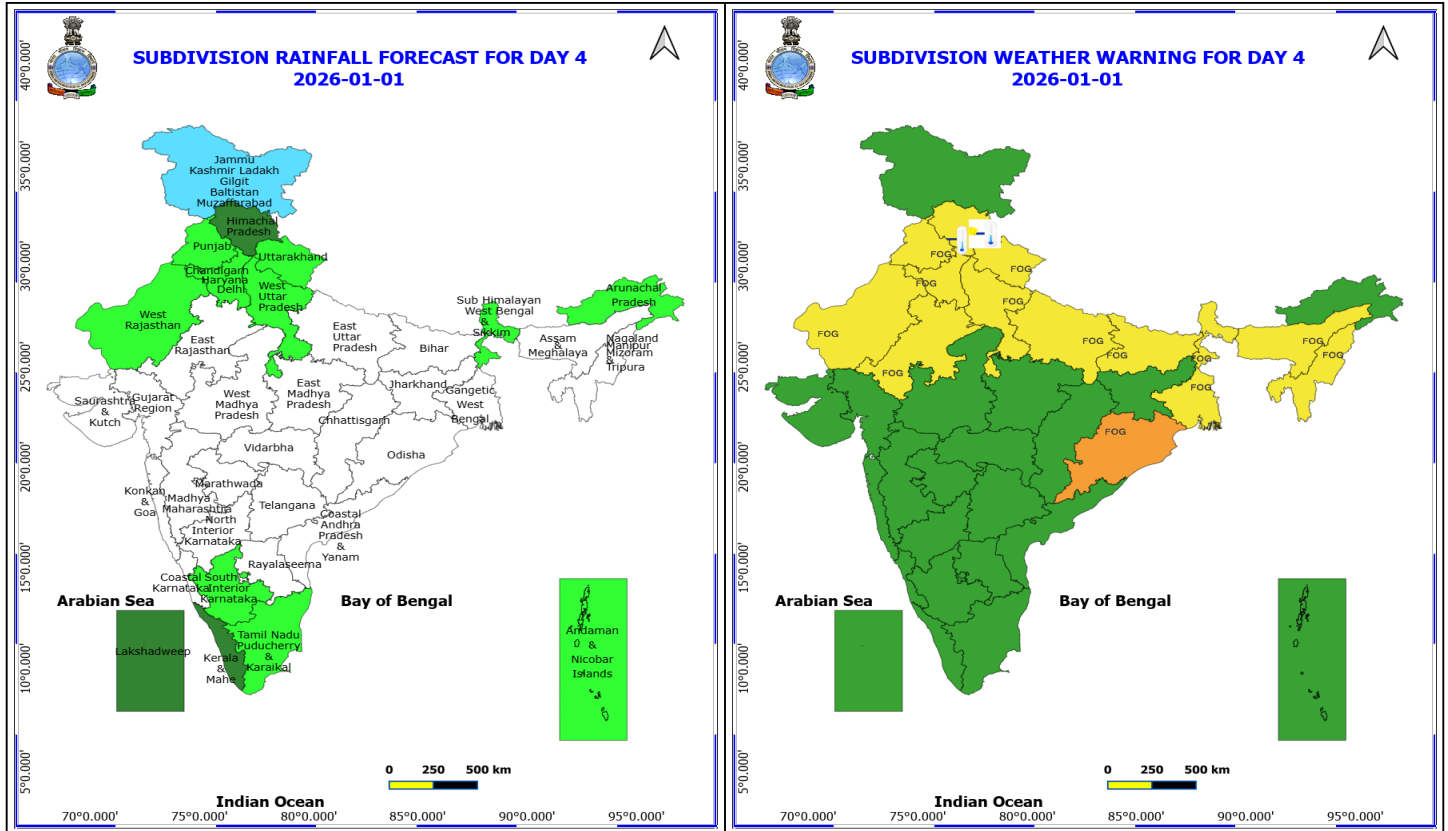 SUBDIVISION RAINFALL FORECAST FOR DAY 4
2026-01-01
40°0.000'
35°0.000'
30°0.000'
25°0.000'
20°0.000'
15°0.000'
10°0.000'
5°0.000'
Jammu
Kashmir Ladakh
Gilgit
Baltistan
Muzaffarabad
Himachal
Pradesh
Punjab
Uttarakhand
Chandigarh
Haryana
Delhi
West
Uttar
Pradesh
West
Rajasthan
East
Rajasthan
East
Uttar
Pradesh
Bihar
Sub Himalayan
West Bengal
&
Sikkim
Arunachal
Pradesh
Assam
&
Meghalaya
Nagaland
Manipur
Mizoram
&
Tripura
Saurashtra
&
Kutch
Gujarat
Region
West
Madhya
Pradesh
East
Madhya
Pradesh
Jharkhand
Gangetic
West
Bengal
Chhattisgarh
Vidarbha
Odisha
Konkan
&
Goa
Marathwada
Madhya
Maharashtra
Telangana
North
Interior
Karnataka
Coastal
Andhra
Pradesh
&
Yanam
Rayalaseema
Coastal
Karnataka
South
Interior
Karnataka
Arabian Sea
Bay of Bengal
Lakshadweep
Kerala
&
Mahe
Tamil Nadu
Puducherry
&
Karaikal
Andaman
&
Nicobar
Islands
0 250 500 km
Indian Ocean
70°0.000' 75°0.000' 80°0.000' 85°0.000' 90°0.000' 95°0.000'
SUBDIVISION WEATHER WARNING FOR DAY 4
2026-01-01
40°0.000'
35°0.000'
30°0.000'
25°0.000'
20°0.000'
15°0.000'
10°0.000'
5°0.000'
FOG
FOG
FOG
FOG
FOG
FOG
FOG
FOG
FOG
FOG
FOG
FOG
FOG
FOG
Arabian Sea
Bay of Bengal
0 250 500 km
Indian Ocean
70°0.000' 75°0.000' 80°0.000' 85°0.000' 90°0.000' 95°0.000'